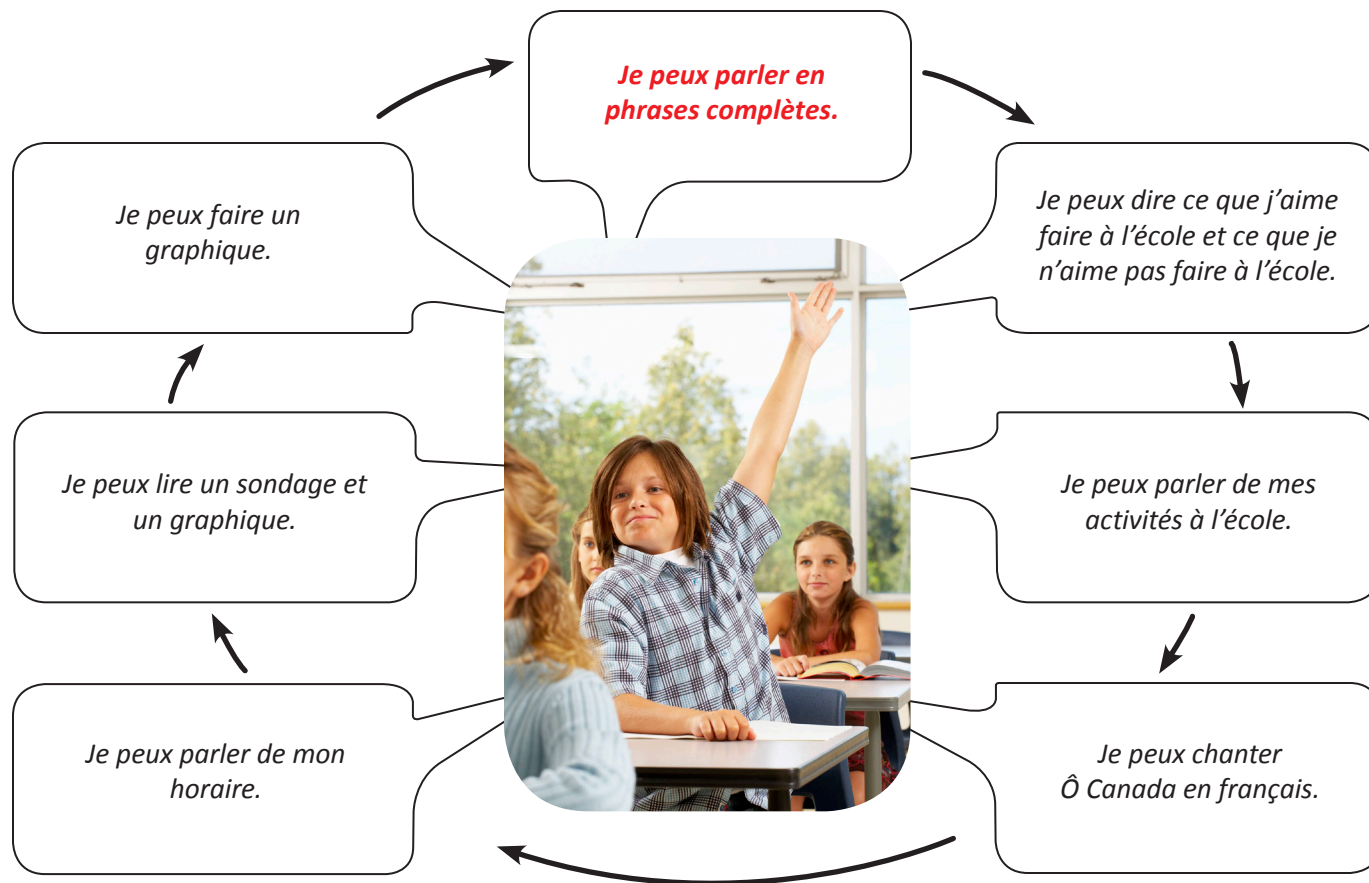 Je peux parler en
phrases complètes.
Je peux dire ce que j’aime
faire à l’école et ce que je
n’aime pas faire à l’école.
Je peux parler de mes
activités à l’école.
Je peux chanter
Ô Canada en français.
Je peux parler de mon
horaire.
Je peux lire un sondage et
un graphique.
Je peux faire un
graphique.